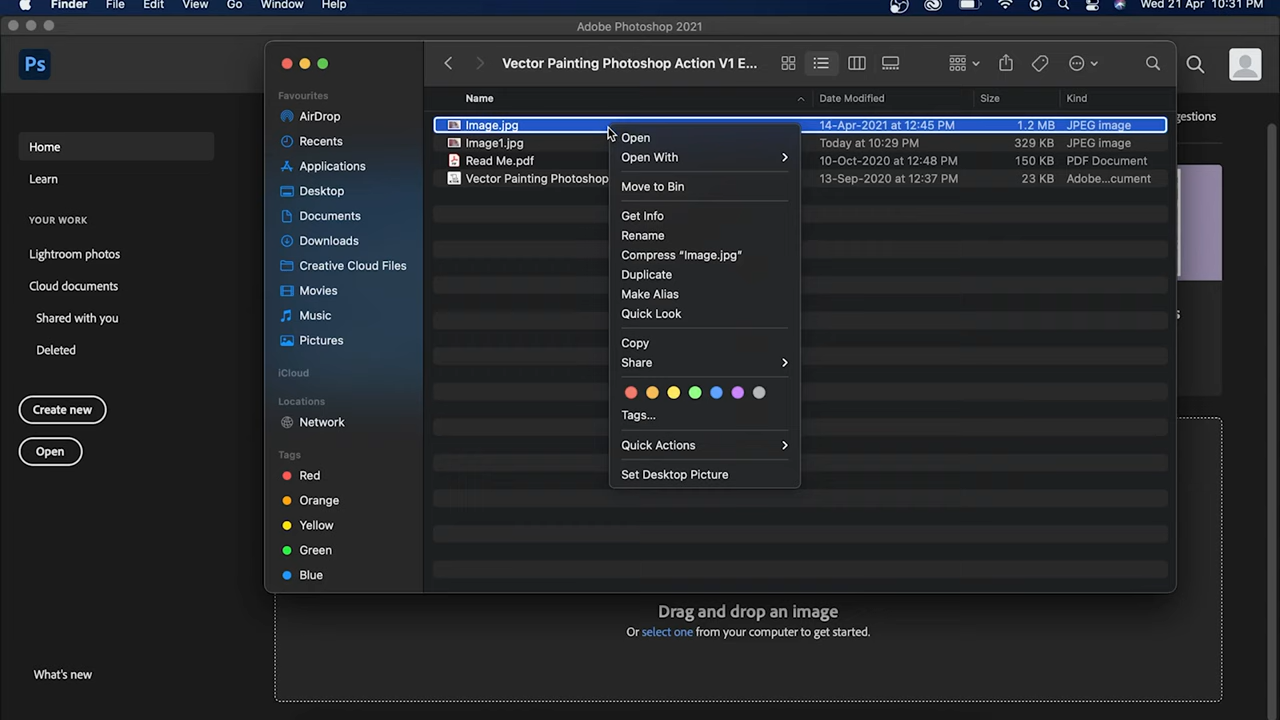 Finder File Edit View Go Window Help Wed 21 Apr 10:31 PM
Adobe Photoshop 2021
Ps
Home
Learn
YOUR WORK
Lightroom photos
Cloud documents
Shared with you
Deleted
Create new
Open
What's new
Favourites
AirDrop
Recents
Applications
Desktop
Documents
Downloads
Creative Cloud Files
Movies
Music
Pictures
iCloud
Locations
Network
Tags
Red
Orange
Yellow
Green
Blue
Vector Painting Photoshop Action V1 E...
Name Date Modified Size Kind
Image.jpg 14-Apr-2021 at 12:45 PM 1.2 MB JPEG image
Image1.jpg Today at 10:29 PM 329 KB JPEG image
Read Me.pdf 10-Oct-2020 at 12:48 PM 150 KB PDF Document
Vector Painting Photoshop 13-Sep-2020 at 12:37 PM 23 KB Adobe...cument
Open
Open With
Move to Bin
Get Info
Rename
Compress “Image.jpg”
Duplicate
Make Alias
Quick Look
Copy
Share
Tags...
Quick Actions
Set Desktop Picture
Drag and drop an image
Or select one from your computer to get started.